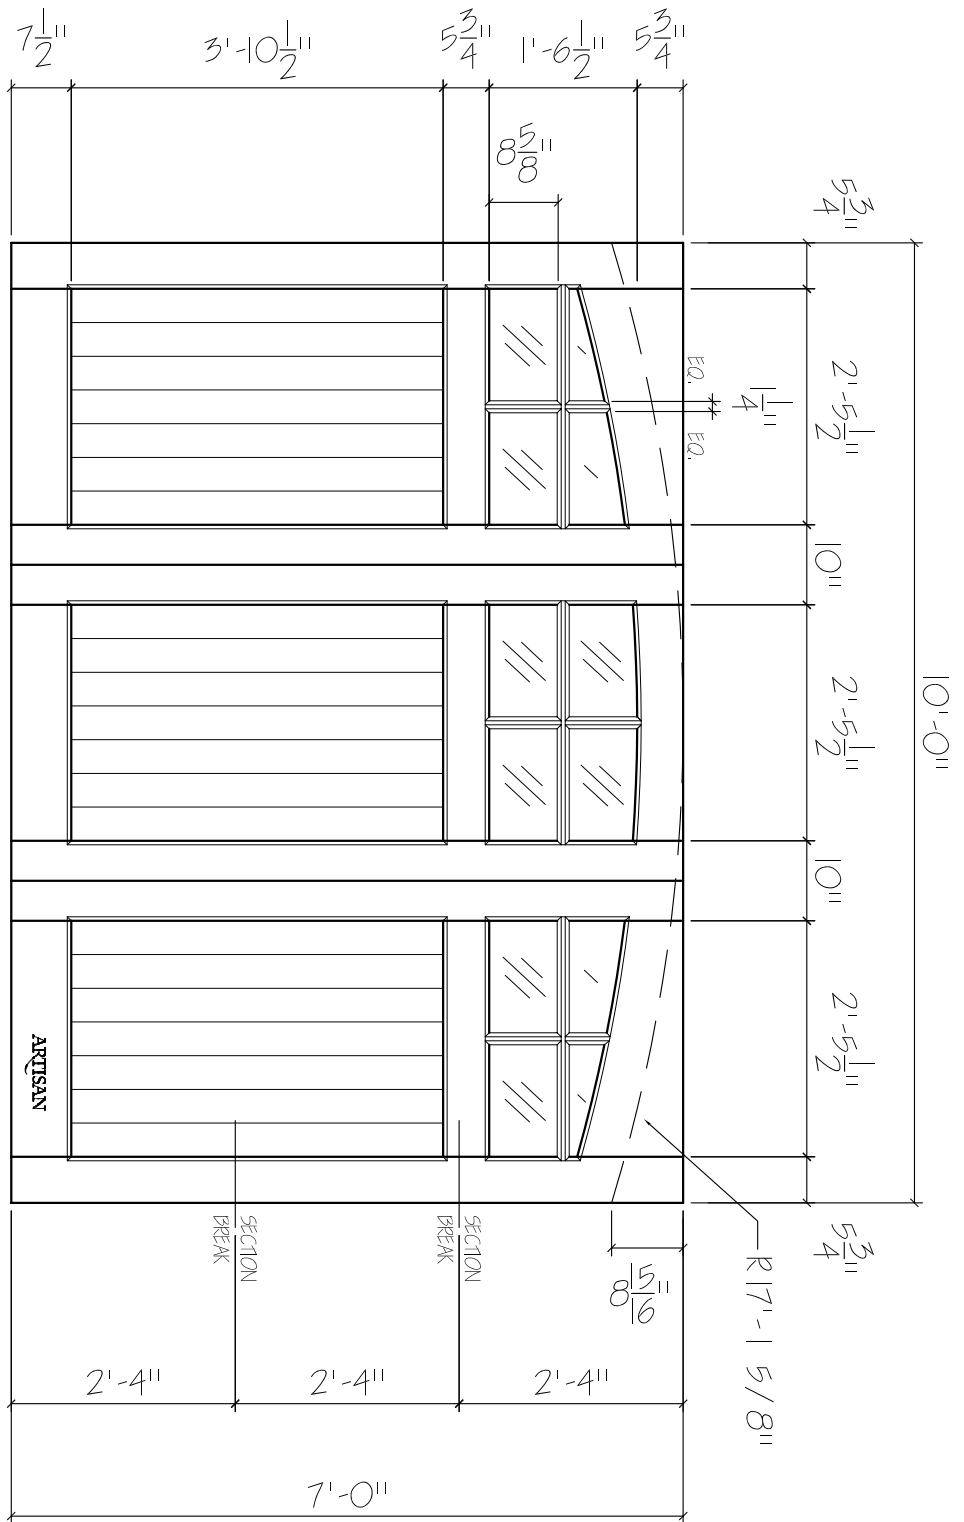 7 1/2"
3'-10 1/2"
5 3/4"
1'-6 1/2"
5 3/4"
8 5/8"
5 3/4"
2'-5 1/2"
10"
2'-5 1/2"
10"
2'-5 1/2"
5 3/4"
10'-0"
EQ.
1/4"
EQ.
ARTISAN
SECTION
BREAK
SECTION
BREAK
8 15/16"
R 17'-1 5/8"
2'-4"
2'-4"
2'-4"
7'-0"